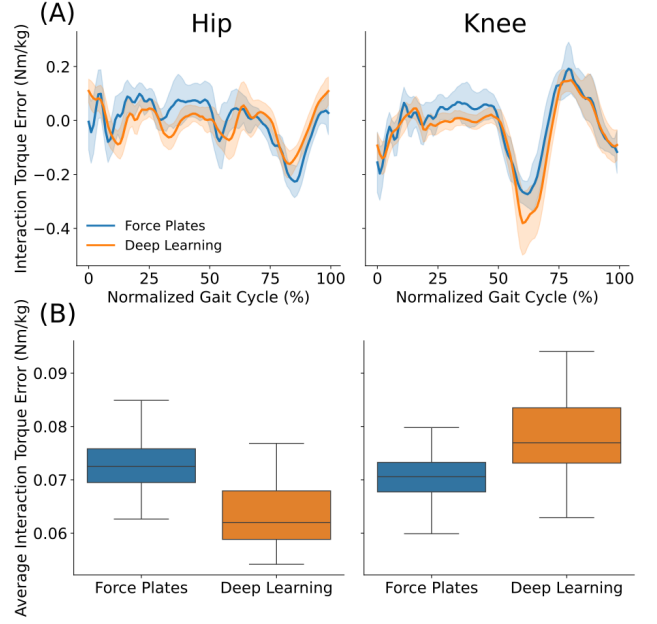 (A)
Hip
Knee
Interaction Torque Error (Nm/kg)
0.2
0.0
−0.2
−0.4
Force Plates
Deep Learning
0
25
50
75
100
0
25
50
75
100
Normalized Gait Cycle (%)
Normalized Gait Cycle (%)
(B)
Average Interaction Torque Error (Nm/kg)
0.09
0.08
0.07
0.06
Force Plates
Deep Learning
Force Plates
Deep Learning